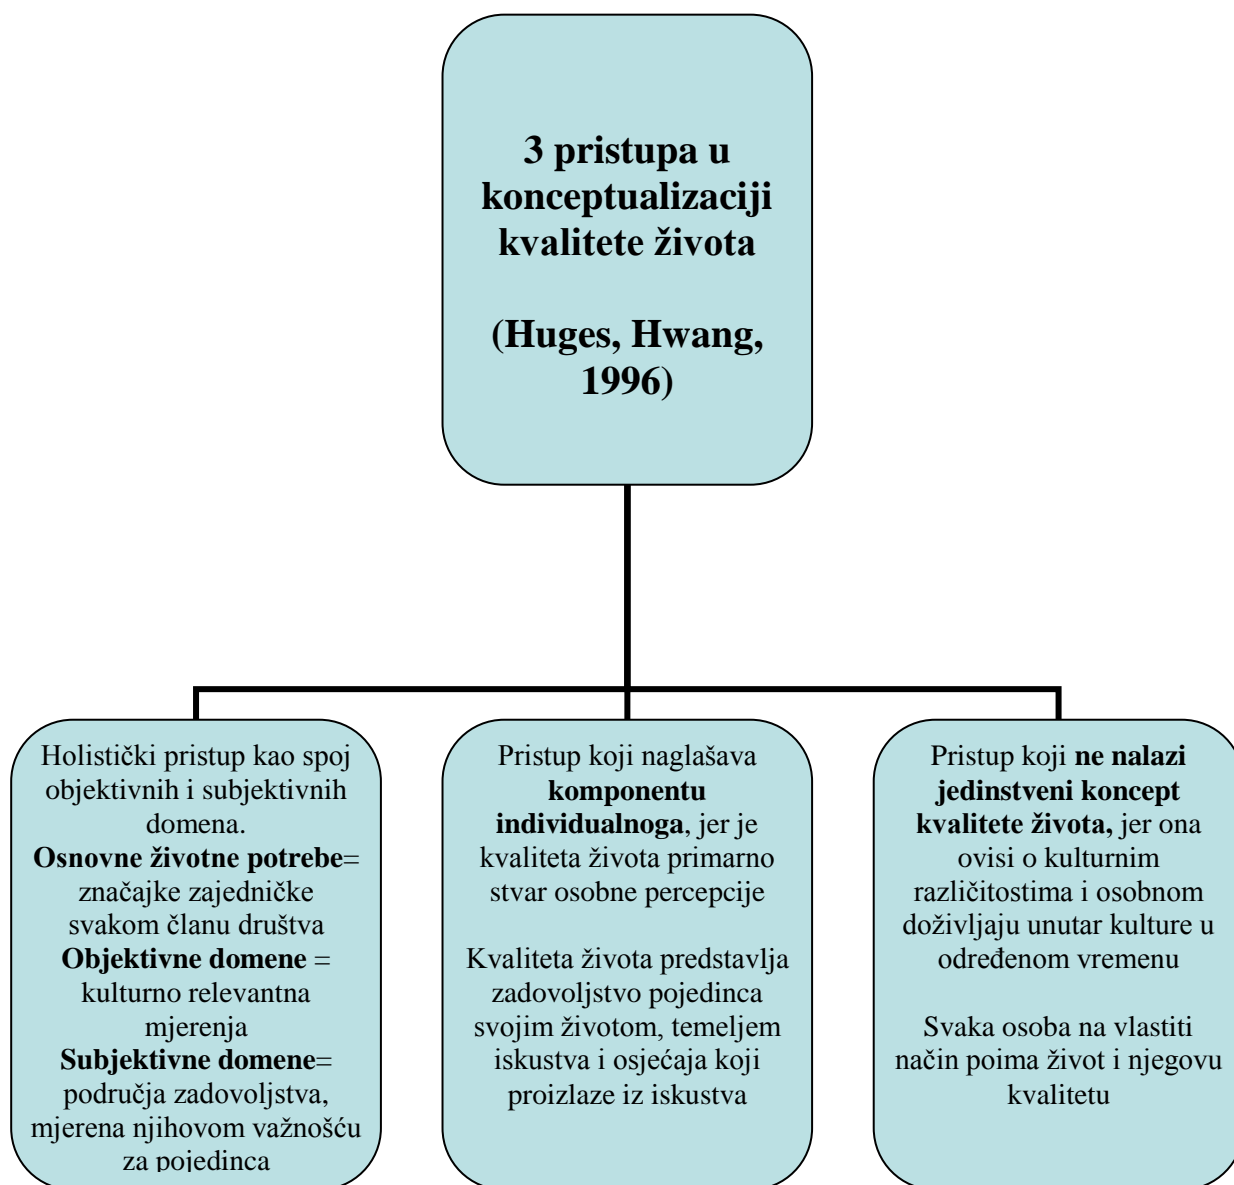 3 pristupa u
konceptualizaciji
kvalitete života
(Huges, Hwang,
1996)
Holistički pristup kao spoj
objektivnih i subjektivnih
domena.
Osnovne životne potrebe=
značajke zajedničke
svakom članu društva
Objektivne domene =
kulturno relevantna
mjerenja
Subjektivne domene=
područja zadovoljstva,
mjerena njihovom važnošću
za pojedinca
Pristup koji naglašava
komponentu
individualnoga, jer je
kvaliteta života primarno
stvar osobne percepcije
Kvaliteta života predstavlja
zadovoljstvo pojedinca
svojim životom, temeljem
iskustva i osjećaja koji
proizlaze iz iskustva
Pristup koji ne nalazi
jedinstveni koncept
kvalitete života, jer ona
ovisi o kulturnim
različitostima i osobnom
doživljaju unutar kulture u
određenom vremenu
Svaka osoba na vlastiti
način poima život i njegovu
kvalitetu